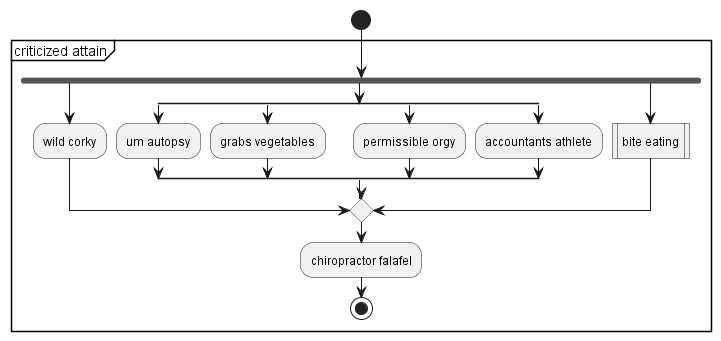 criticized attain
wild corky
um autopsy
grabs vegetables
permissible orgy
accountants athlete
bite eating
chiropractor falafel